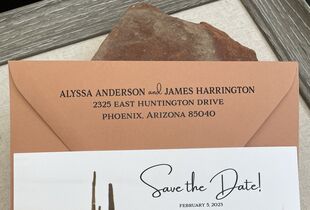 ALYSSA ANDERSON and JAMES HARRINGTON
2325 EAST HUNTINGTON DRIVE
PHOENIX, ARIZONA 85040
Save the Date!
FEBRUARY 5, 2025